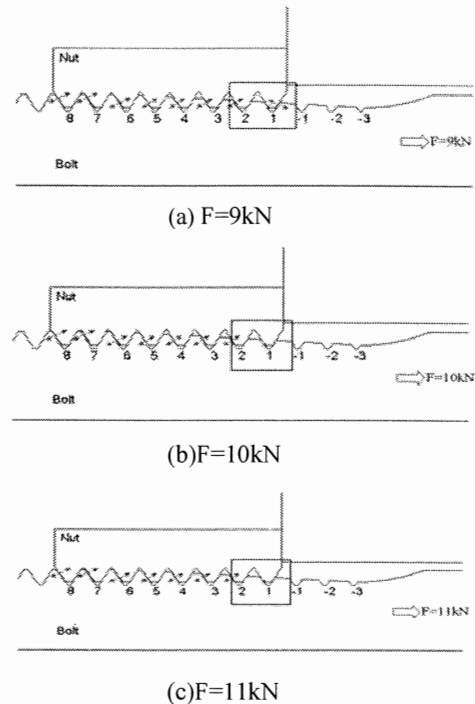 Nut
8 7 6 5 4 3 2 1 -1 -2 -3
F=9kN
Bolt
(a) F=9kN
Nut
8 7 6 5 4 3 2 1 -1 -2 -3
F=10kN
Bolt
(b)F=10kN
Nut
8 7 6 5 4 3 2 1 -1 -2 -3
F=11kN
Bolt
(c)F=11kN